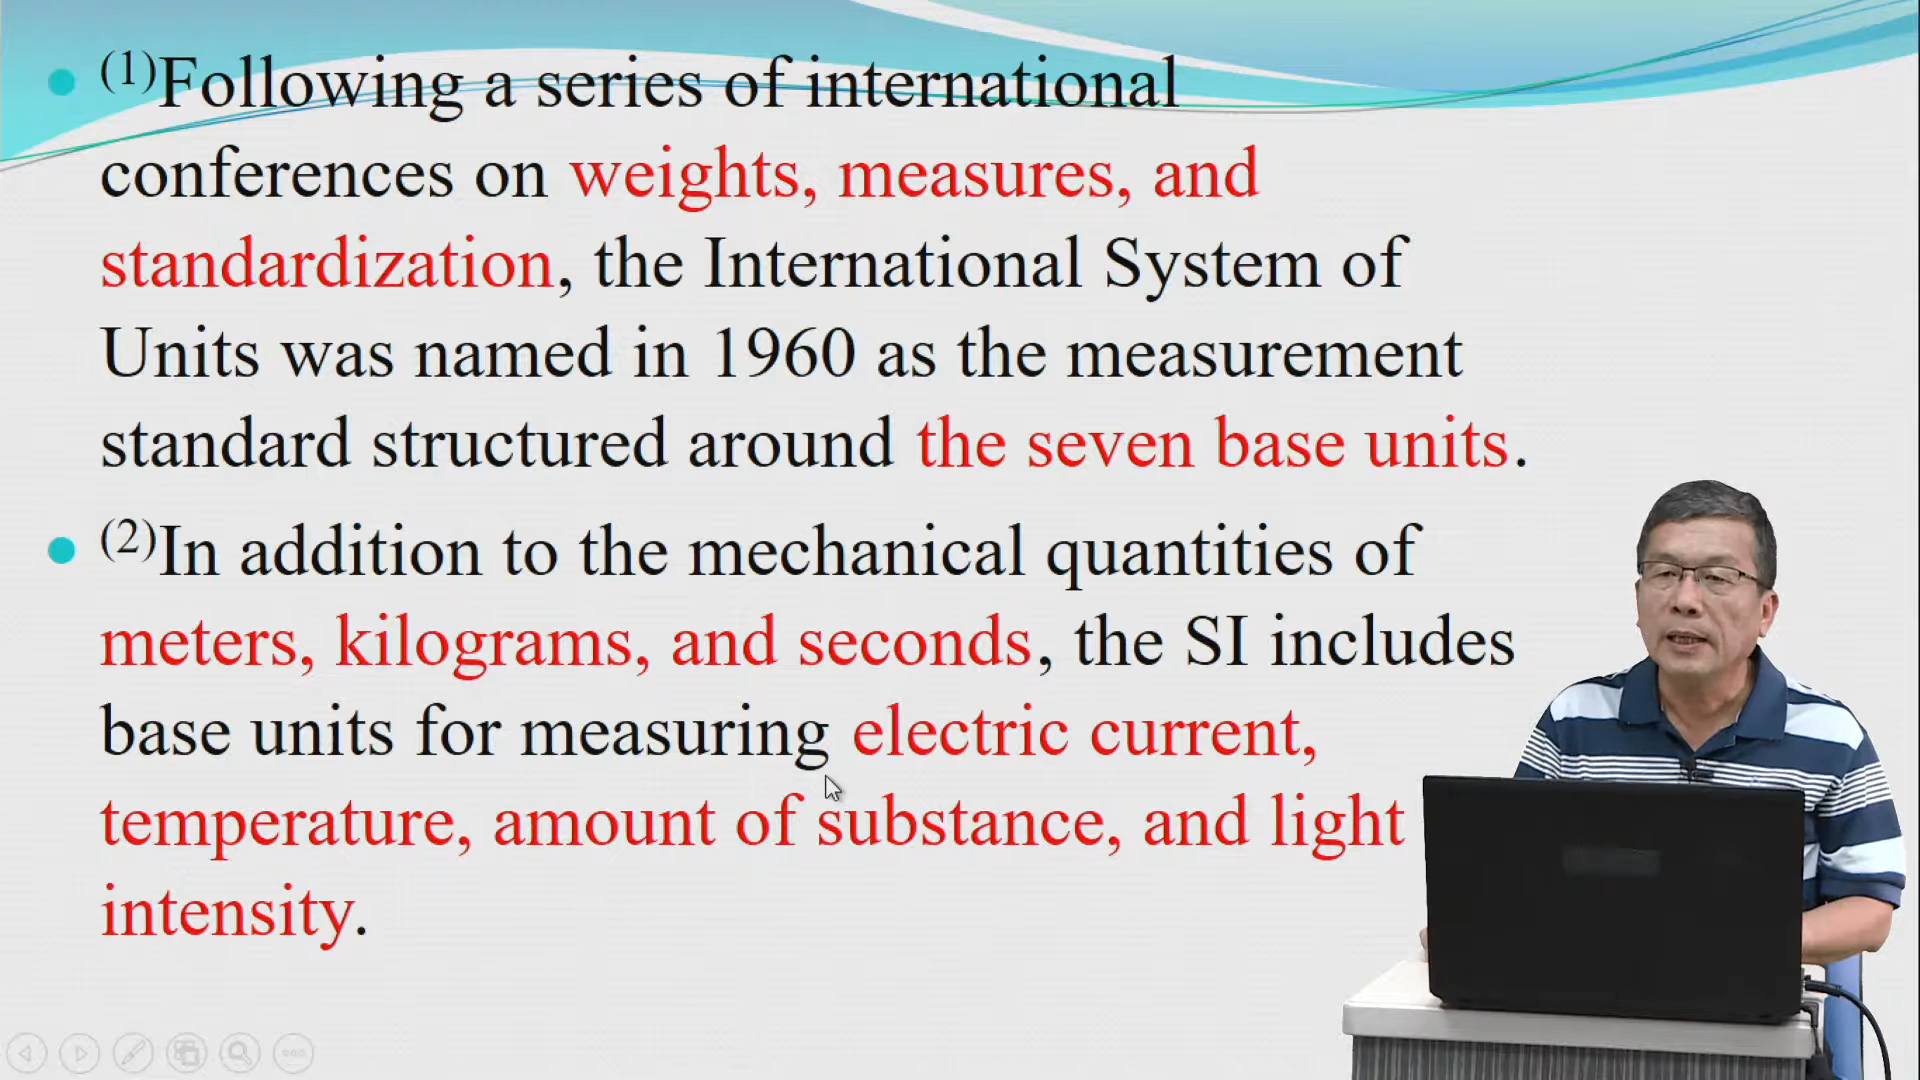 (1)Following a series of international
conferences on weights, measures, and
standardization, the International System of
Units was named in 1960 as the measurement
standard structured around the seven base units.
(2)In addition to the mechanical quantities of
meters, kilograms, and seconds, the SI includes
base units for measuring electric current,
temperature, amount of substance, and light
intensity.